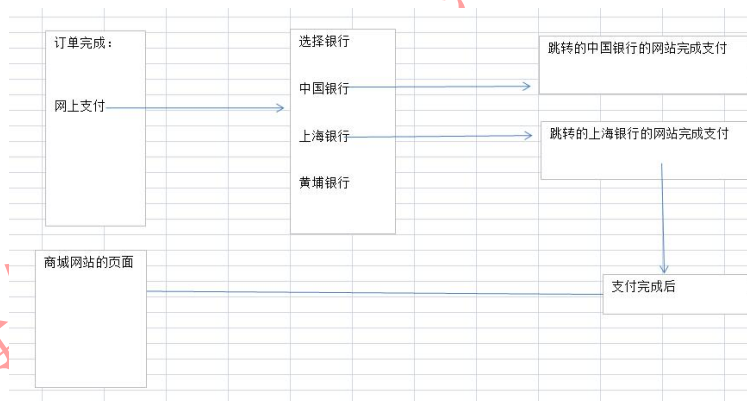 订单完成：
网上支付
选择银行
中国银行
上海银行
黄埔银行
跳转的中国银行的网站完成支付
跳转的上海银行的网站完成支付
商城网站的页面
支付完成后